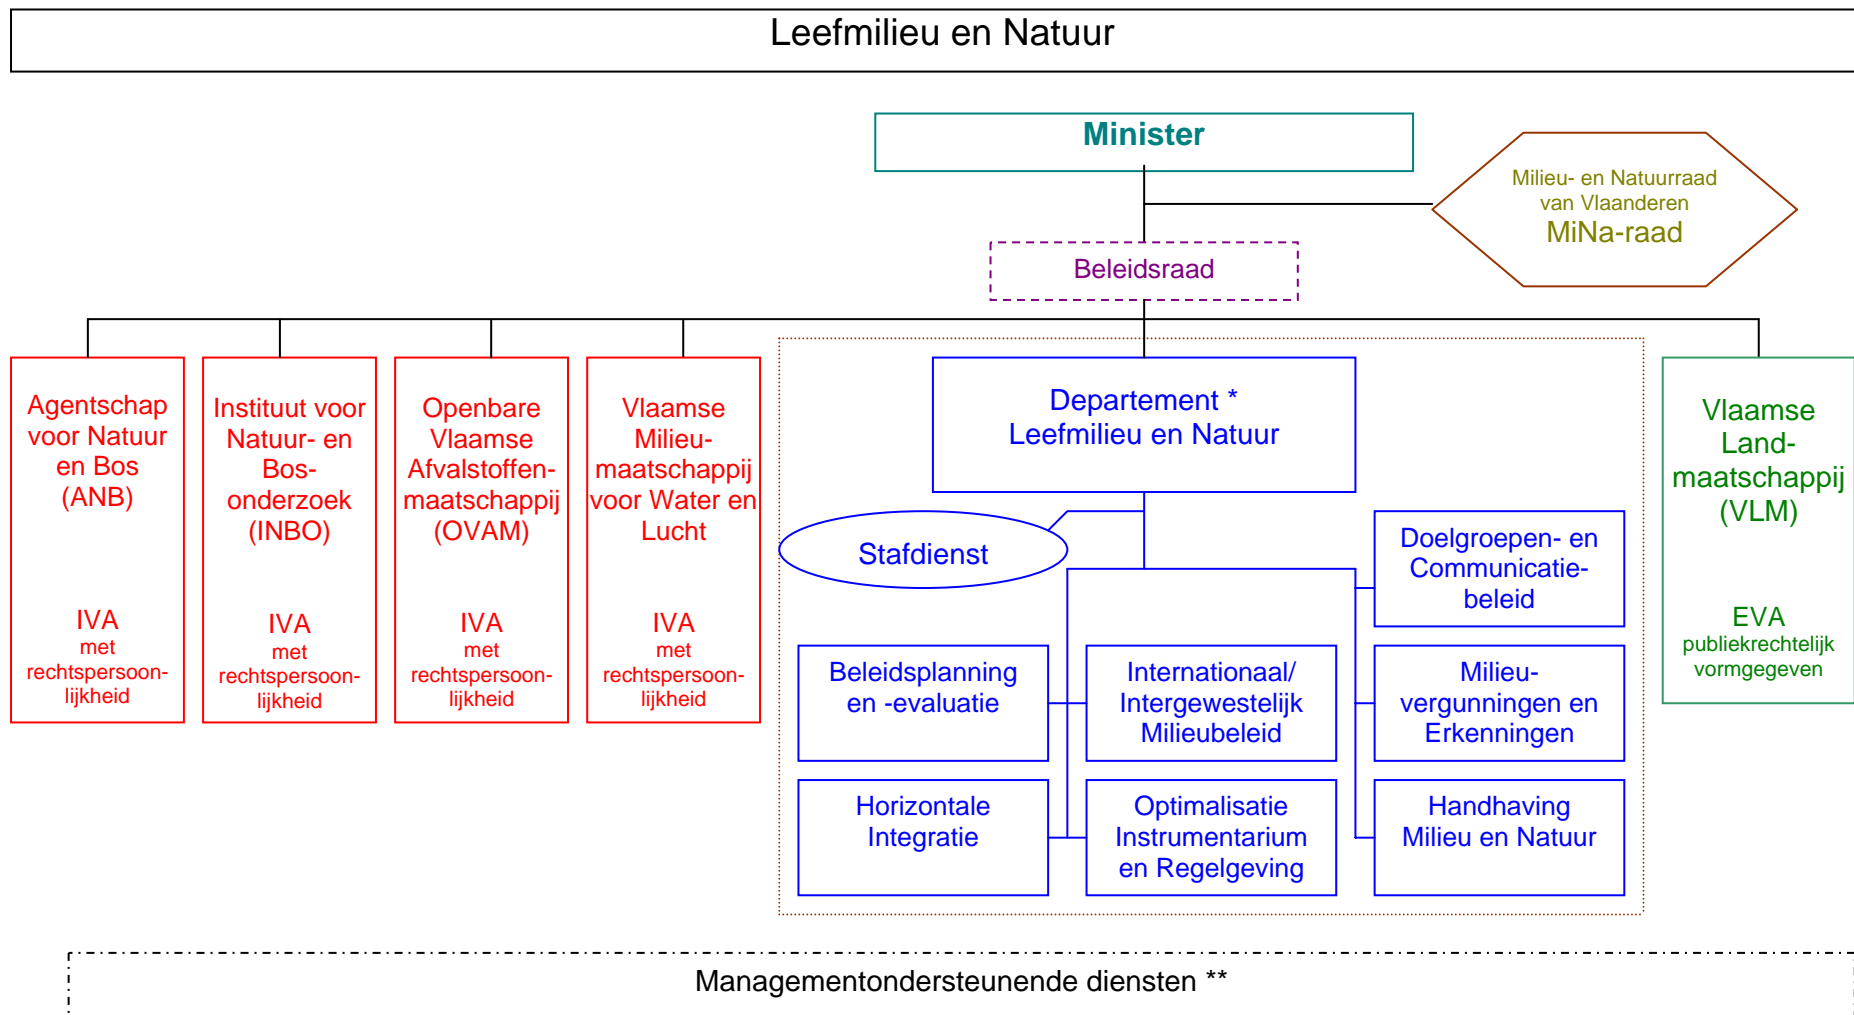 Leefmilieu en Natuur
Minister
Milieu- en Natuurraad
van Vlaanderen
MiNa-raad
Beleidsraad
Agentschap
voor Natuur
en Bos
(ANB)
IVA
met
rechtspersoon-
lijkheid
Instituut voor
Natuur- en
Bos-
onderzoek
(INBO)
IVA
met
rechtspersoon-
lijkheid
Openbare
Vlaamse
Afvalstoffen-
maatschappij
(OVAM)
IVA
met
rechtspersoon-
lijkheid
Vlaamse
Milieu-
maatschappij
voor Water en
Lucht
IVA
met
rechtspersoon-
lijkheid
Departement *
Leefmilieu en Natuur
Stafdienst
Doelgroepen- en
Communicatie-
beleid
Beleidsplanning
en -evaluatie
Internationaal/
Intergewestelijk
Milieubeleid
Milieu-
vergunningen en
Erkenningen
Horizontale
Integratie
Optimalisatie
Instrumentarium
en Regelgeving
Handhaving
Milieu en Natuur
Vlaamse
Land-
maatschappij
(VLM)
EVA
publiekrechtelijk
vormgegeven
Managementondersteunende diensten **